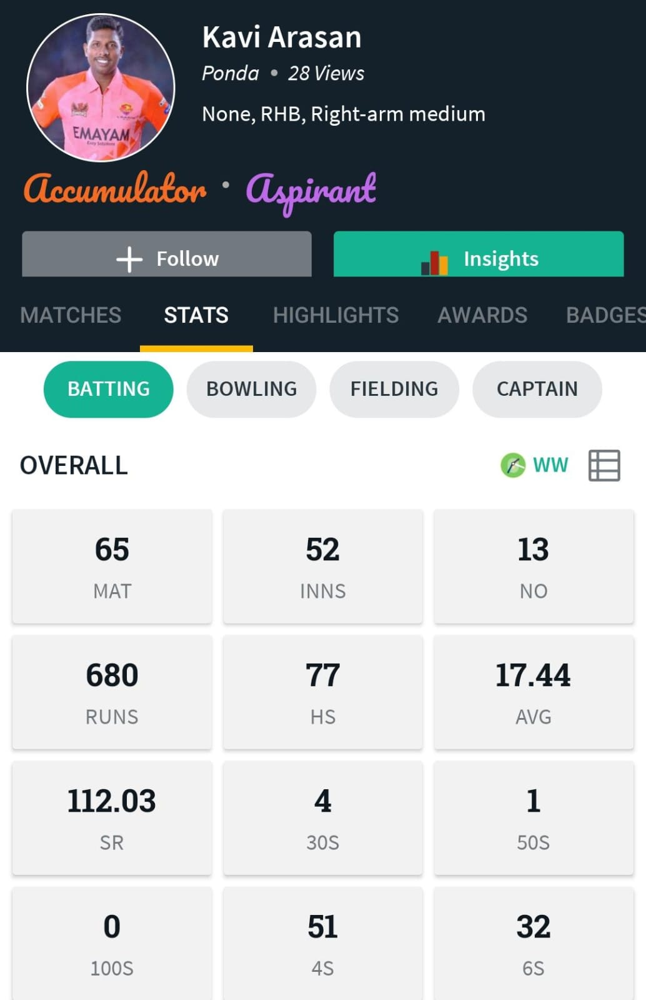 Kavi Arasan
Ponda • 28 Views
None, RHB, Right-arm medium
EMAYAM
Easy Solutions
Accumulator • Aspirant
Follow
Insights
MATCHES STATS HIGHLIGHTS AWARDS BADGES
BATTING BOWLING FIELDING CAPTAIN
OVERALL
WW
65 52 13
MAT INNS NO
680 77 17.44
RUNS HS AVG
112.03 4 1
SR 30S 50S
0 51 32
100S 4S 6S